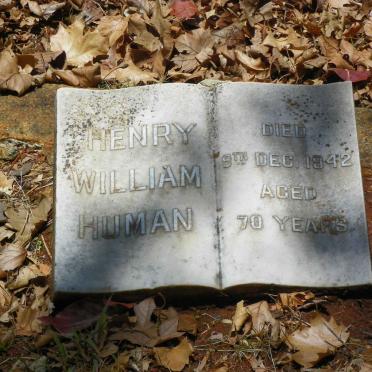 HENRY
WILLIAM
HUMAN
DIED
9TH DEC. 1942
AGED
70 YEARS